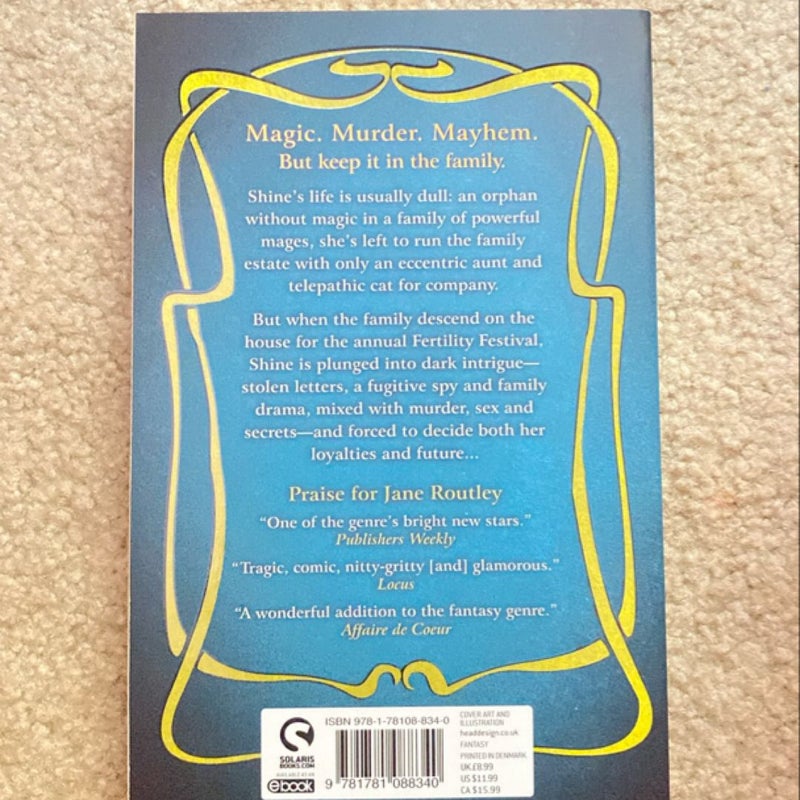 Magic. Murder. Mayhem.
But keep it in the family.
Shine's life is usually dull: an orphan
without magic in a family of powerful
mages, she's left to run the family
estate with only an eccentric aunt and
telepathic cat for company.
But when the family descend on the
house for the annual Fertility Festival,
Shine is plunged into dark intrigue—
stolen letters, a fugitive spy and family
drama, mixed with murder, sex and
secrets—and forced to decide both her
loyalties and future...
Praise for Jane Routley
“One of the genre's bright new stars.”
Publishers Weekly
“Tragic, comic, nitty-gritty [and] glamorous.”
Locus
“A wonderful addition to the fantasy genre.”
Affaire de Coeur
SOLARIS
BOOKS.COM
AVAILABLE AS AN
ebook
ISBN 978-1-78108-834-0
9 781781 088340
COVER ART AND
ILLUSTRATION
headdesign.co.uk
FANTASY
PRINTED IN DENMARK
UK £8.99
US $11.99
CA $15.99